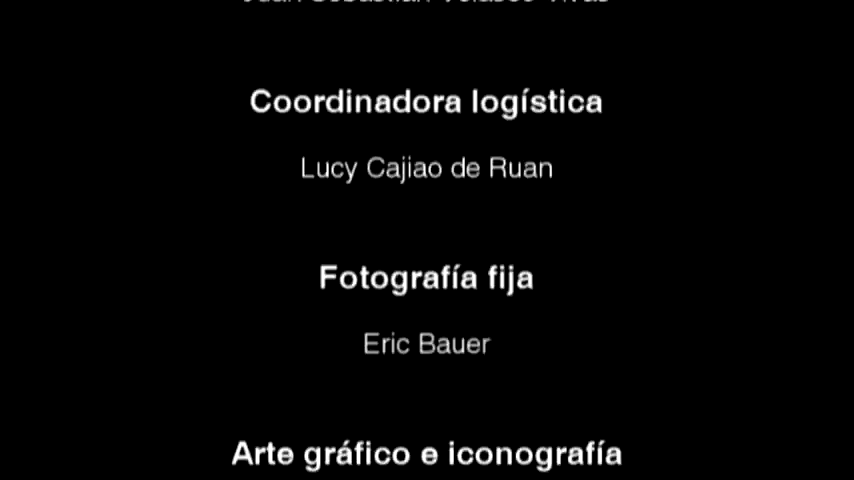 Coordinadora logística
Lucy Cajiao de Ruan
Fotografía fija
Eric Bauer
Arte gráfico e iconografía